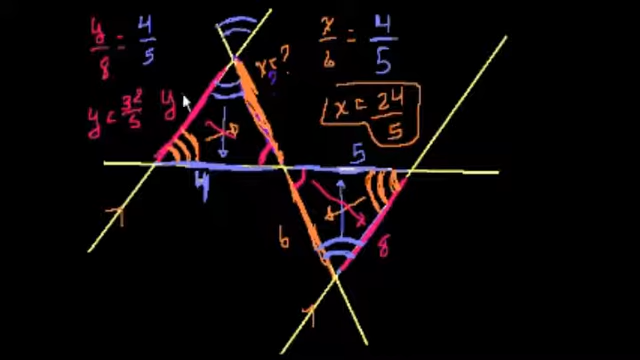 y/8 = 4/5
x/6 = 4/5
x = ?
?
y = 32/5
y
x = 24/5
5
4
6
8